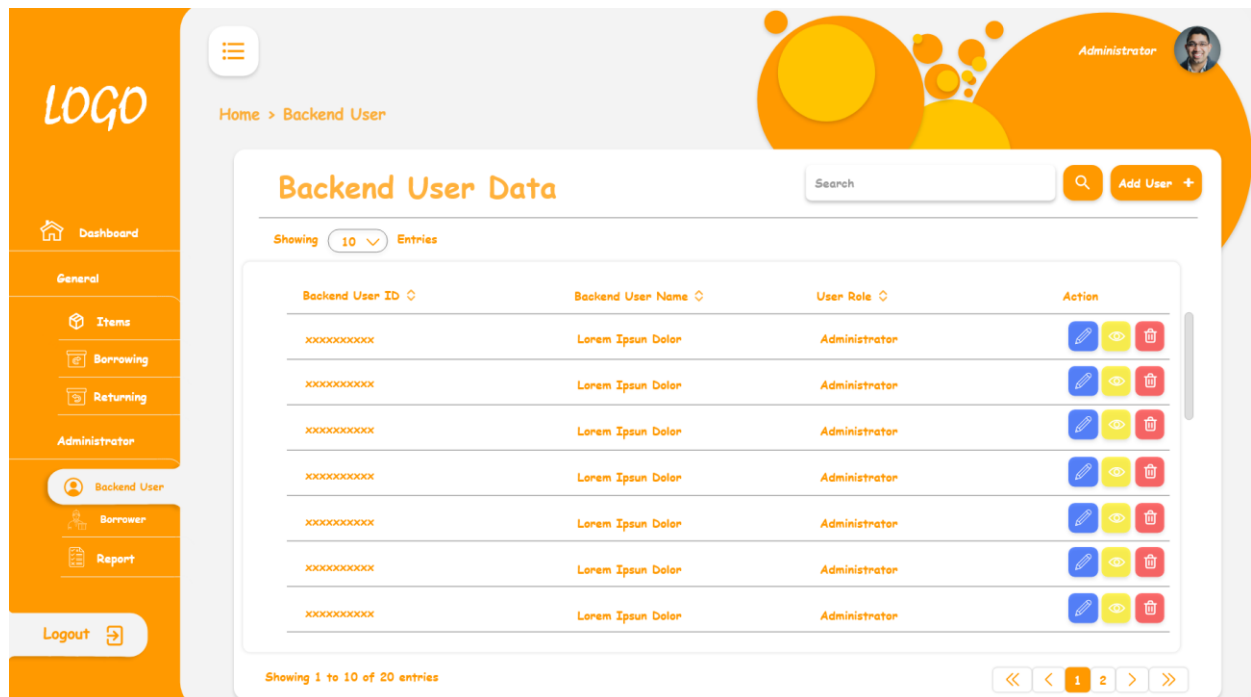 LOGO
Dashboard
General
Items
Borrowing
Returning
Administrator
Backend User
Borrower
Report
Logout
Administrator
Home > Backend User
Backend User Data
Search
Add User +
Showing 10 Entries
Backend User ID Backend User Name User Role Action
xxxxxxxxxx Lorem Ipsun Dolor Administrator
xxxxxxxxxx Lorem Ipsun Dolor Administrator
xxxxxxxxxx Lorem Ipsun Dolor Administrator
xxxxxxxxxx Lorem Ipsun Dolor Administrator
xxxxxxxxxx Lorem Ipsun Dolor Administrator
xxxxxxxxxx Lorem Ipsun Dolor Administrator
xxxxxxxxxx Lorem Ipsun Dolor Administrator
Showing 1 to 10 of 20 entries
1 2